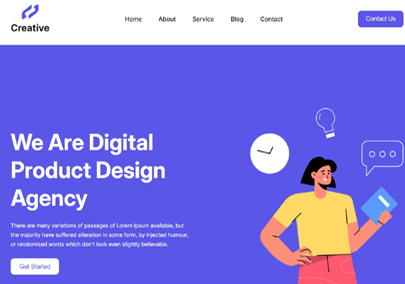 Creative
Home About Service Blog Contact
Contact Us
We Are Digital
Product Design
Agency
There are many variations of passages of Lorem Ipsum available, but
the majority have suffered alteration in some form, by injected humour,
or randomised words which don't look even slightly believable.
Get Started